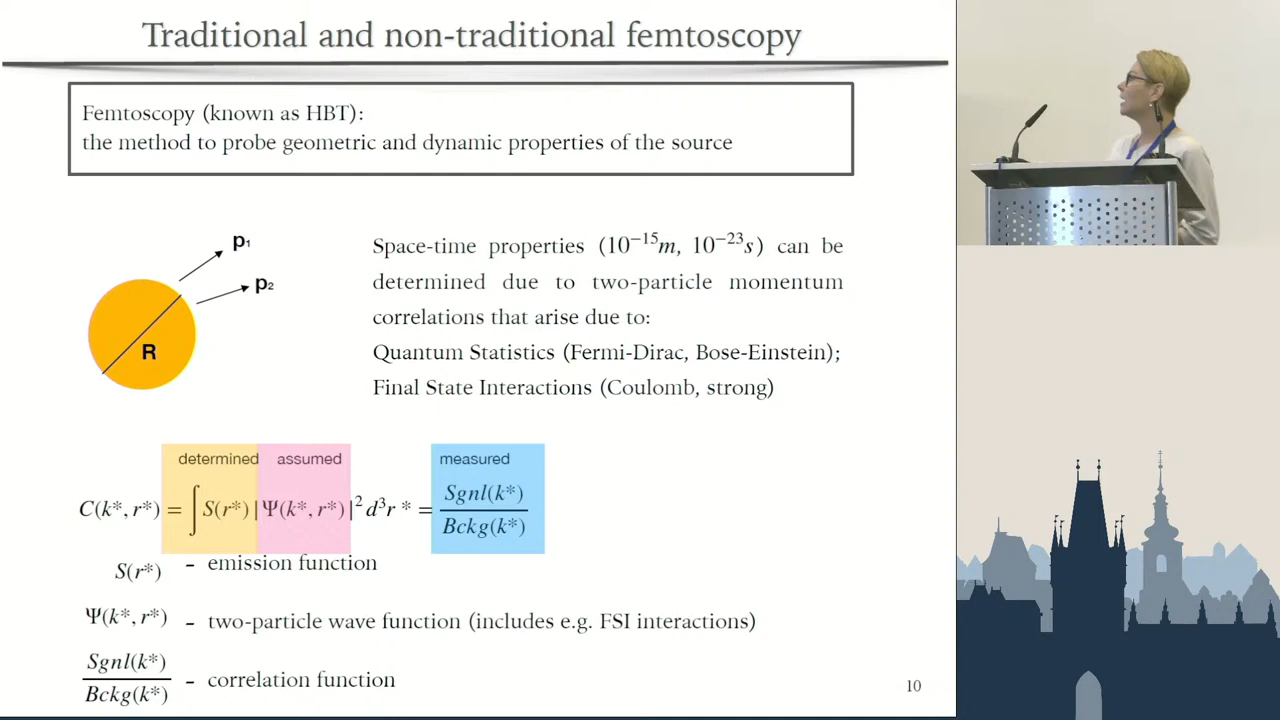 Traditional and non-traditional femtoscopy
Femtoscopy (known as HBT):
the method to probe geometric and dynamic properties of the source
p₁
p₂
R
Space-time properties (10⁻¹⁵m, 10⁻²³s) can be
determined due to two-particle momentum
correlations that arise due to:
Quantum Statistics (Fermi-Dirac, Bose-Einstein);
Final State Interactions (Coulomb, strong)
determined assumed measured
C(k*, r*) = ∫ S(r*) |Ψ(k*, r*)|² d³r * = Sgnl(k*) / Bckg(k*)
S(r*) - emission function
Ψ(k*, r*) - two-particle wave function (includes e.g. FSI interactions)
Sgnl(k*) / Bckg(k*) - correlation function
10